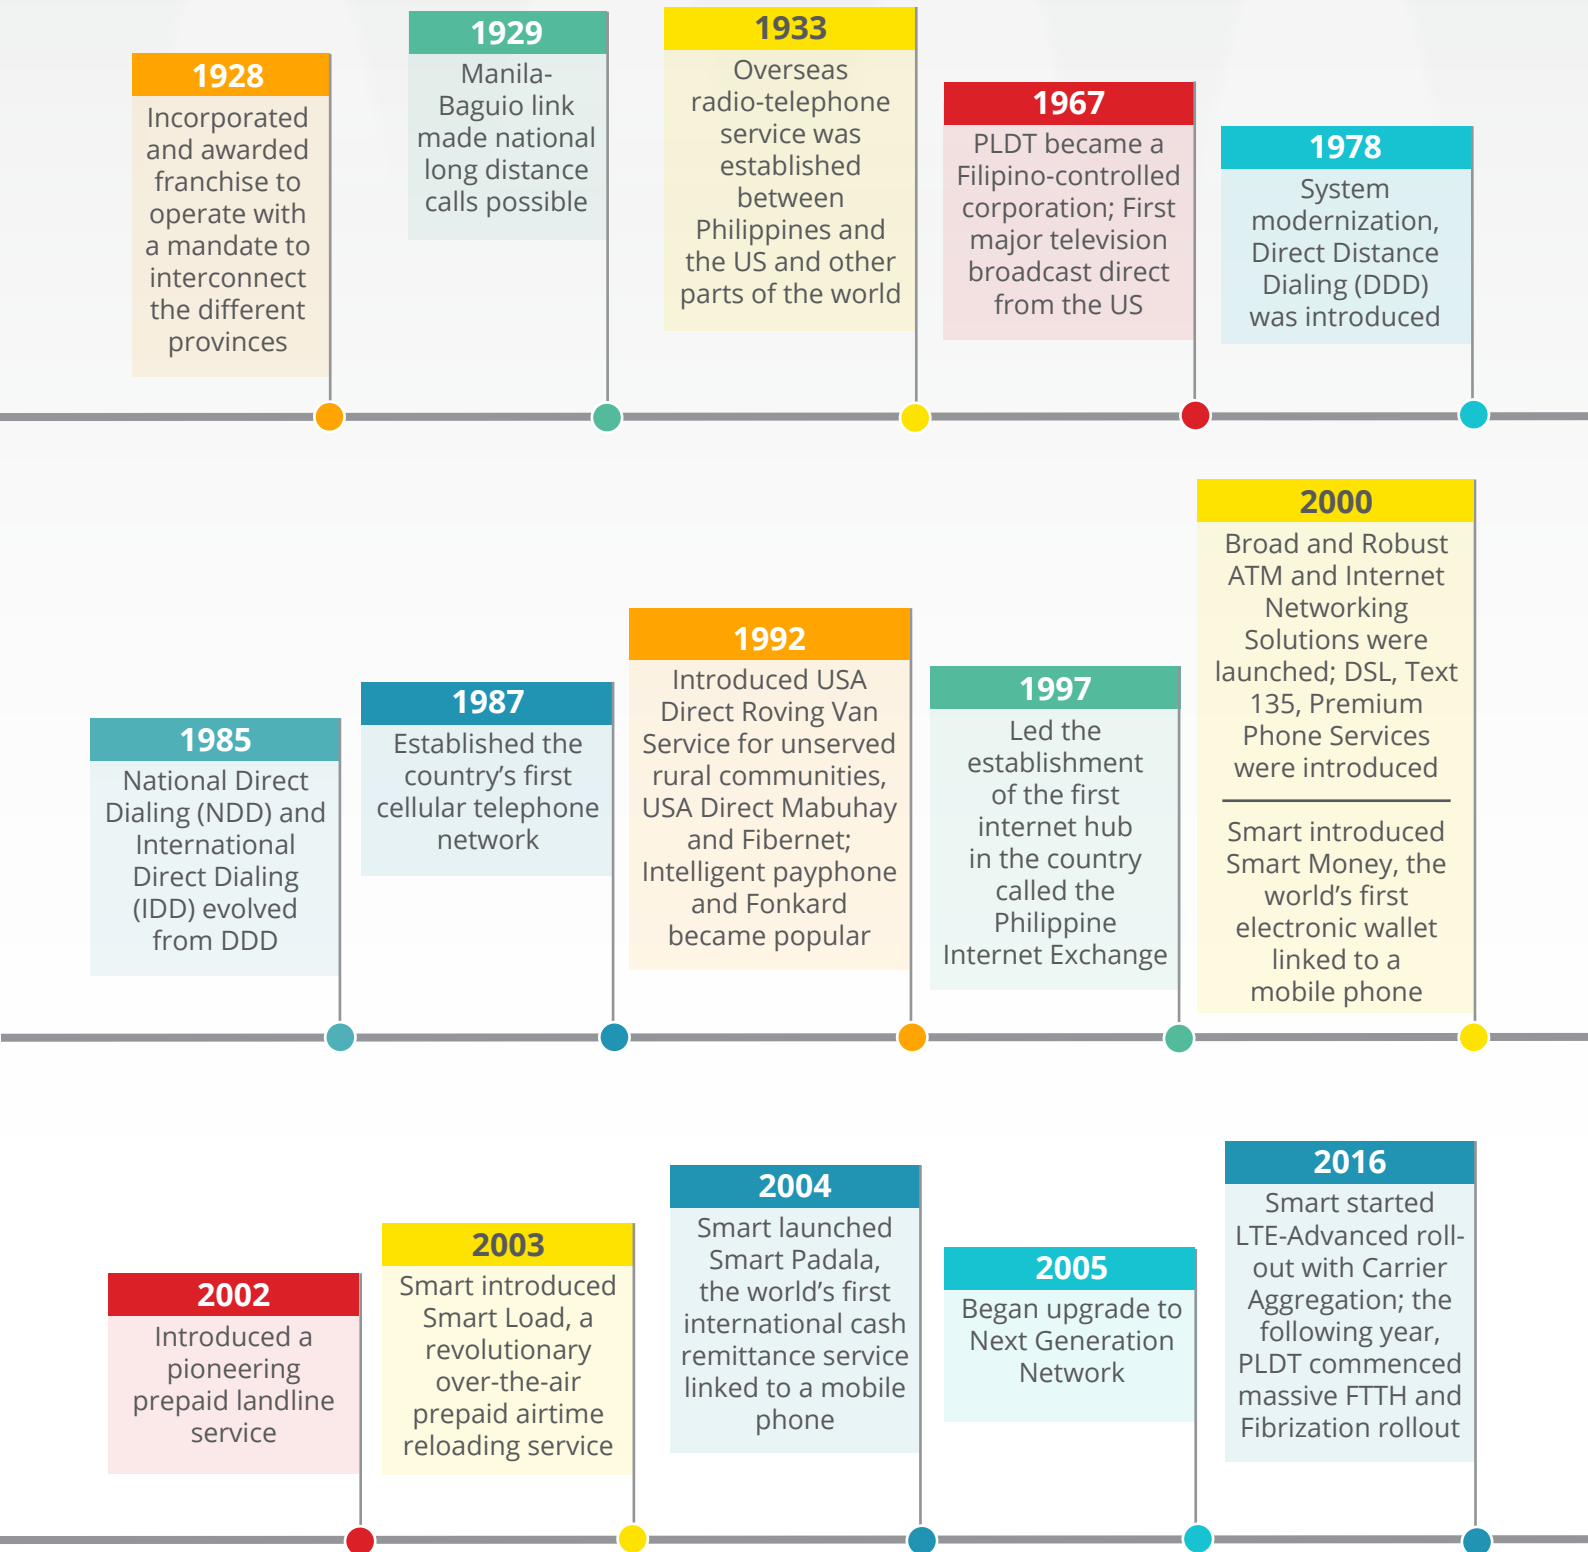 1928
Incorporated
and awarded
franchise to
operate with
a mandate to
interconnect
the different
provinces
1929
Manila-
Baguio link
made national
long distance
calls possible
1933
Overseas
radio-telephone
service was
established
between
Philippines and
the US and other
parts of the world
1967
PLDT became a
Filipino-controlled
corporation; First
major television
broadcast direct
from the US
1978
System
modernization,
Direct Distance
Dialing (DDD)
was introduced
1985
National Direct
Dialing (NDD) and
International
Direct Dialing
(IDD) evolved
from DDD
1987
Established the
country’s first
cellular telephone
network
1992
Introduced USA
Direct Roving Van
Service for unserved
rural communities,
USA Direct Mabuhay
and Fibernet;
Intelligent payphone
and Fonkard
became popular
1997
Led the
establishment
of the first
internet hub
in the country
called the
Philippine
Internet Exchange
2000
Broad and Robust
ATM and Internet
Networking
Solutions were
launched; DSL, Text
135, Premium
Phone Services
were introduced
Smart introduced
Smart Money, the
world’s first
electronic wallet
linked to a
mobile phone
2002
Introduced a
pioneering
prepaid landline
service
2003
Smart introduced
Smart Load, a
revolutionary
over-the-air
prepaid airtime
reloading service
2004
Smart launched
Smart Padala,
the world’s first
international cash
remittance service
linked to a mobile
phone
2005
Began upgrade to
Next Generation
Network
2016
Smart started
LTE-Advanced roll-
out with Carrier
Aggregation; the
following year,
PLDT commenced
massive FTTH and
Fibrization rollout